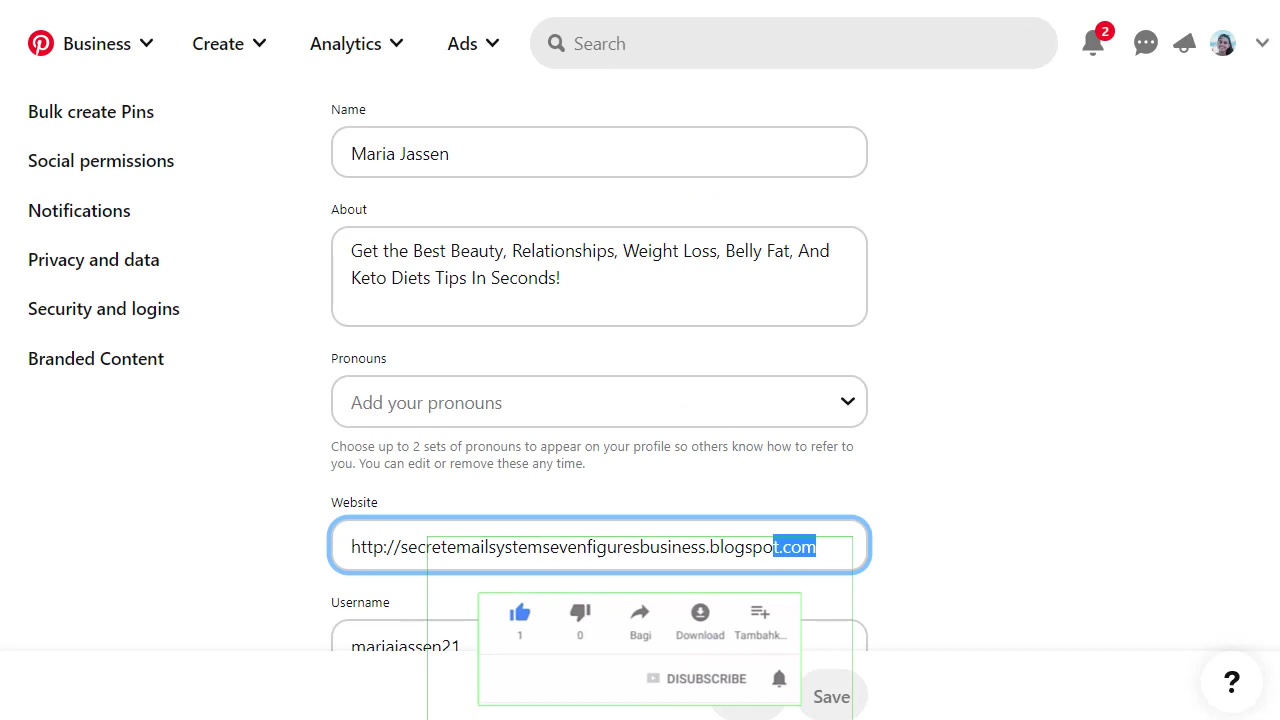 Business
Create
Analytics
Ads
Search
2
Bulk create Pins
Social permissions
Notifications
Privacy and data
Security and logins
Branded Content
Name
Maria Jassen
About
Get the Best Beauty, Relationships, Weight Loss, Belly Fat, And
Keto Diets Tips In Seconds!
Pronouns
Add your pronouns
Choose up to 2 sets of pronouns to appear on your profile so others know how to refer to
you. You can edit or remove these any time.
Website
http://secretemailsystemsevenfiguresbusiness.blogspot.com
Username
mariajassen21
1
0
Bagi
Download
Tambahk...
DISUBSCRIBE
Save
?